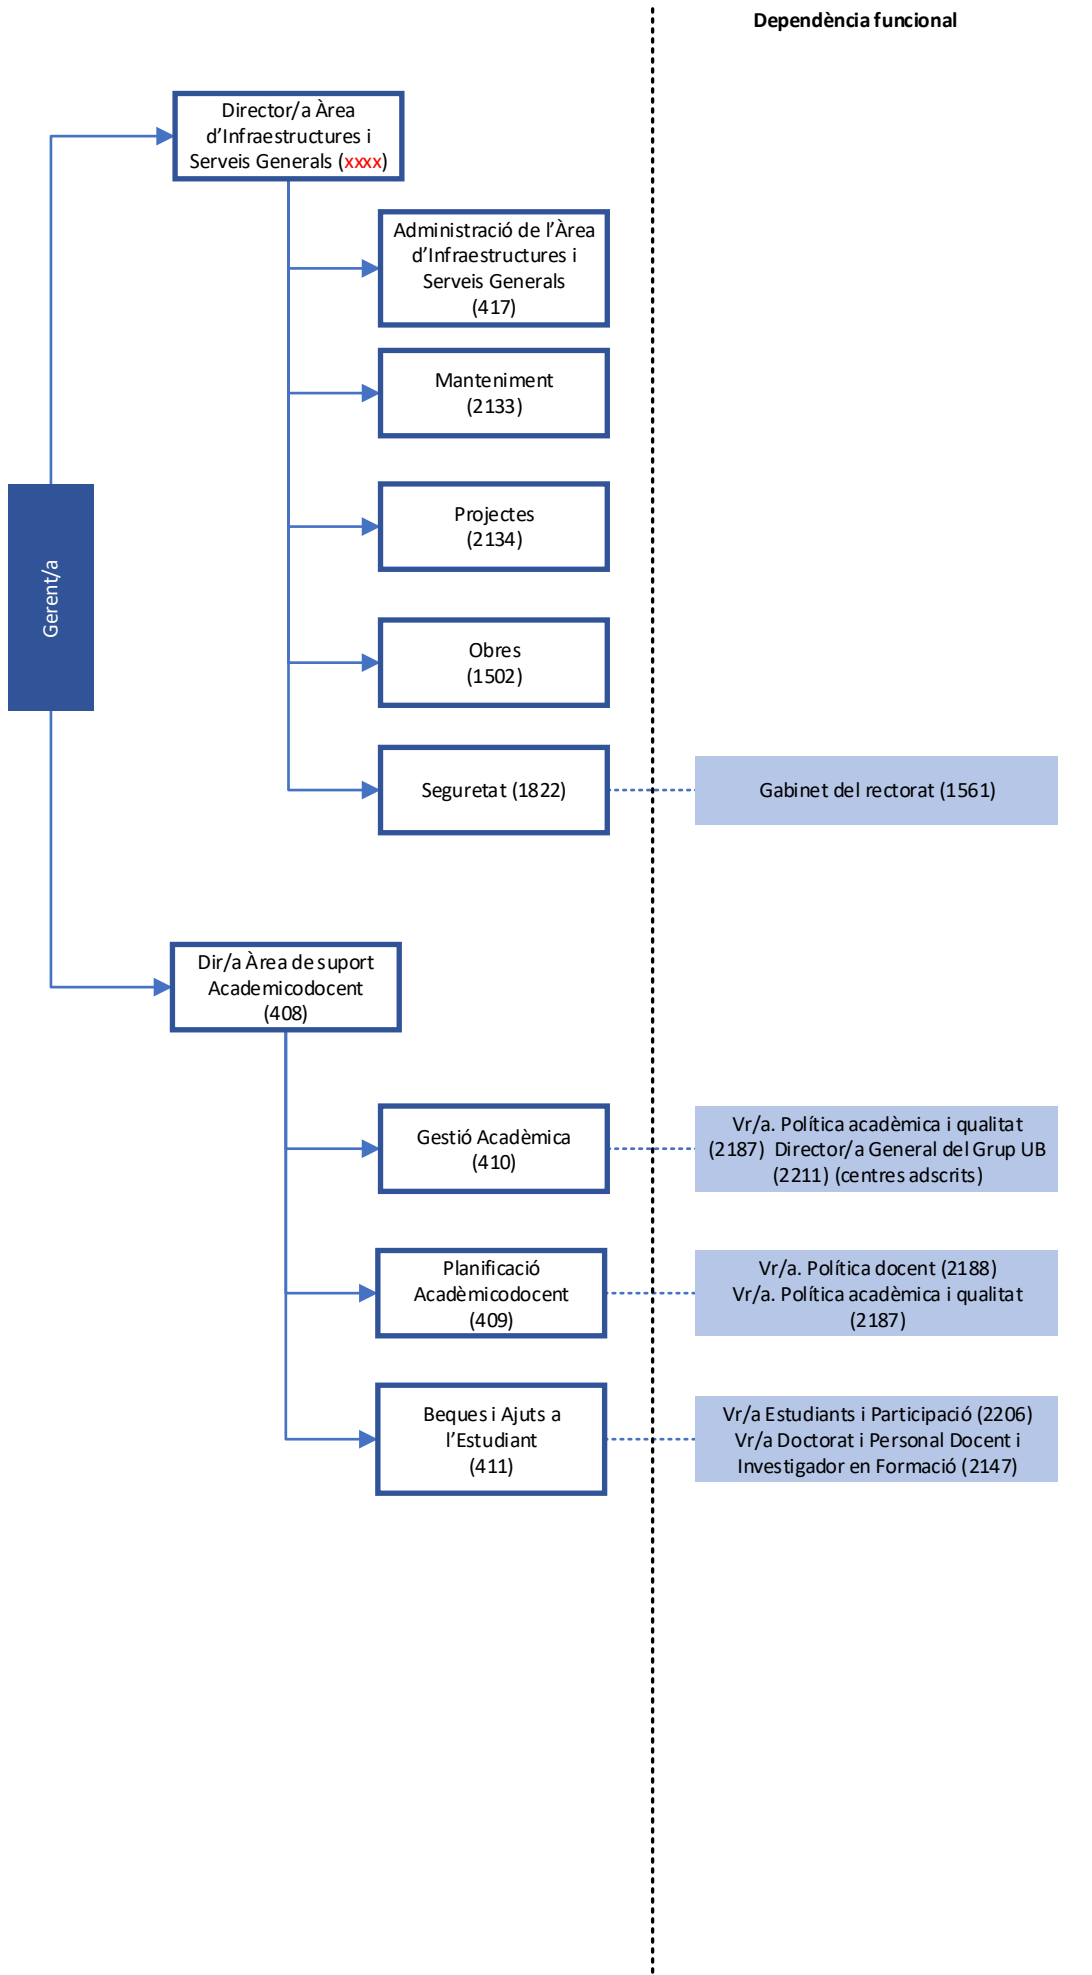 Dependència funcional
Director/a Àrea
d'Infraestructures i
Serveis Generals (xxxx)
Administració de l'Àrea
d'Infraestructures i
Serveis Generals
(417)
Manteniment
(2133)
Projectes
(2134)
Gerent/a
Obres
(1502)
Seguretat (1822)
Gabinet del rectorat (1561)
Dir/a Àrea de suport
Academicodocent
(408)
Gestió Acadèmica
(410)
Vr/a. Política acadèmica i qualitat
(2187) Director/a General del Grup UB
(2211) (centres adscrits)
Planificació
Acadèmicodocent
(409)
Vr/a. Política docent (2188)
Vr/a. Política acadèmica i qualitat
(2187)
Beques i Ajuts a
l'Estudiant
(411)
Vr/a Estudiants i Participació (2206)
Vr/a Doctorat i Personal Docent i
Investigador en Formació (2147)